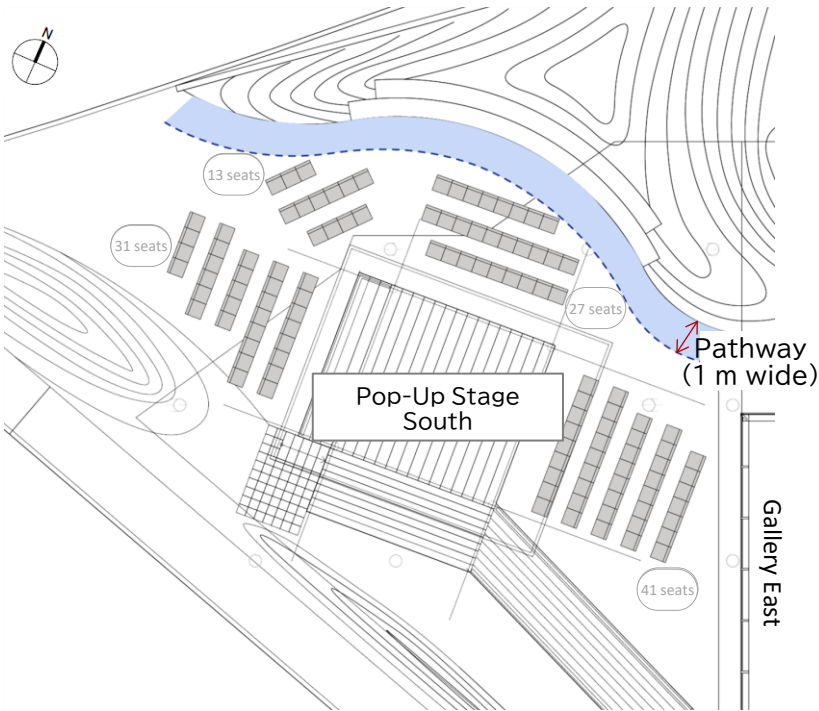 N
13 seats
31 seats
27 seats
Pathway
(1 m wide)
Pop-Up Stage
South
Gallery East
41 seats